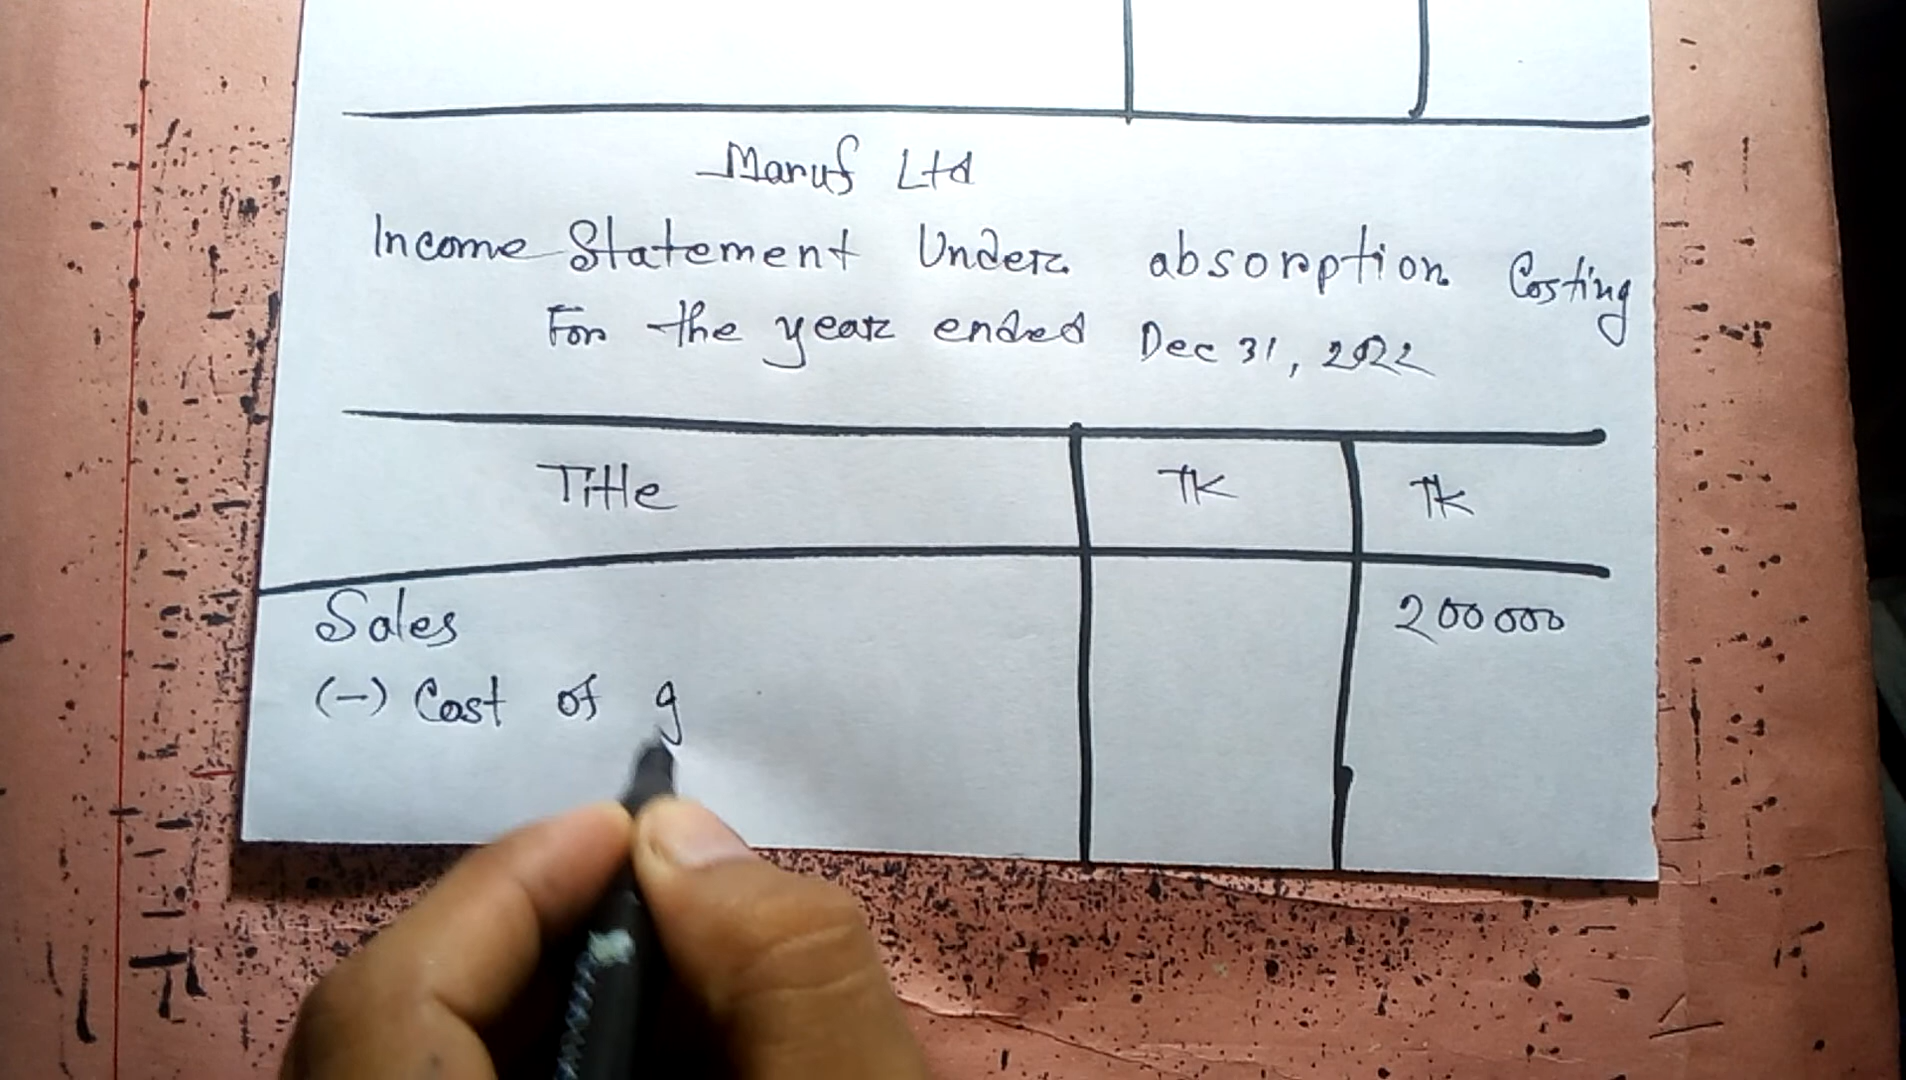 Maruf Ltd
Income Statement Under absorption Costing
For the year ended Dec 31, 2022
Title TK TK
Sales 200000
(-) Cost of g